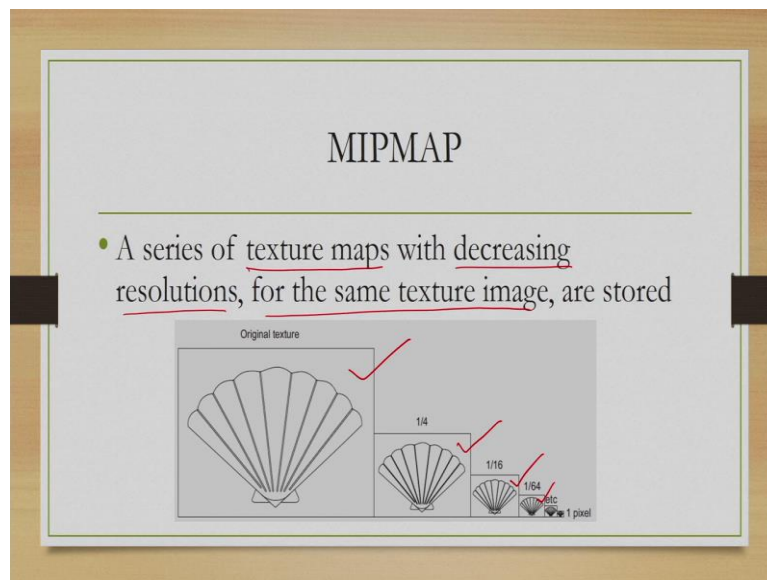 MIPMAP
• A series of texture maps with decreasing
resolutions, for the same texture image, are stored
Original texture
1/4
1/16
1/64
etc
1 pixel